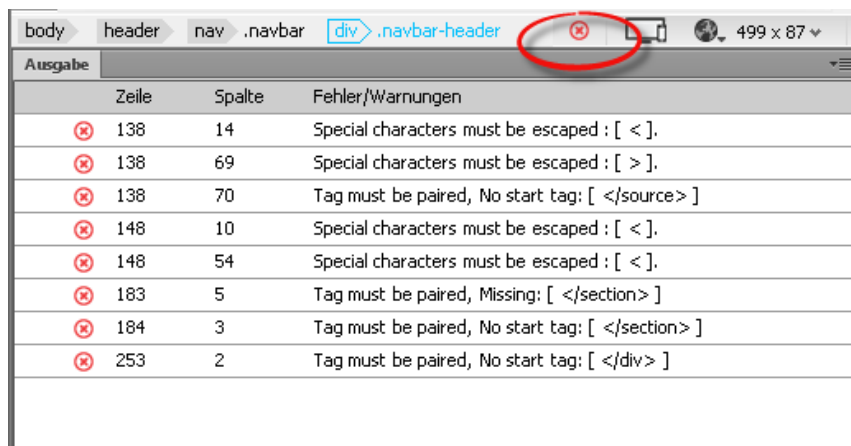 body header nav .navbar div .navbar-header 499 x 87
Ausgabe
Zeile Spalte Fehler/Warnungen
138 14 Special characters must be escaped : [ < ].
138 69 Special characters must be escaped : [ > ].
138 70 Tag must be paired, No start tag: [ </source> ]
148 10 Special characters must be escaped : [ < ].
148 54 Special characters must be escaped : [ < ].
183 5 Tag must be paired, Missing: [ </section> ]
184 3 Tag must be paired, No start tag: [ </section> ]
253 2 Tag must be paired, No start tag: [ </div> ]